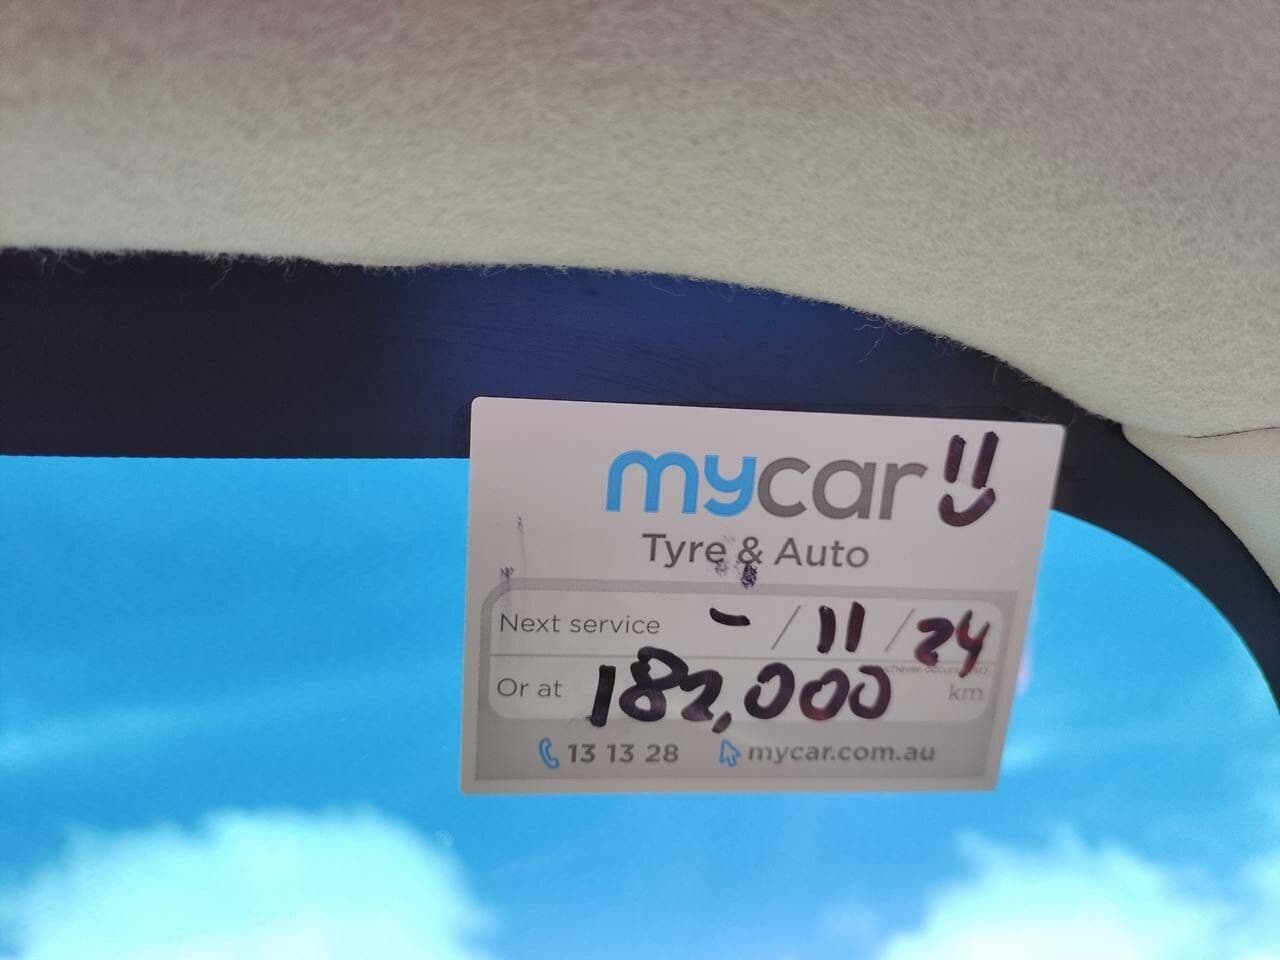 mycar
Tyre & Auto
Next service - / 11 / 24
Or at 182,000 km
13 13 28 mycar.com.au